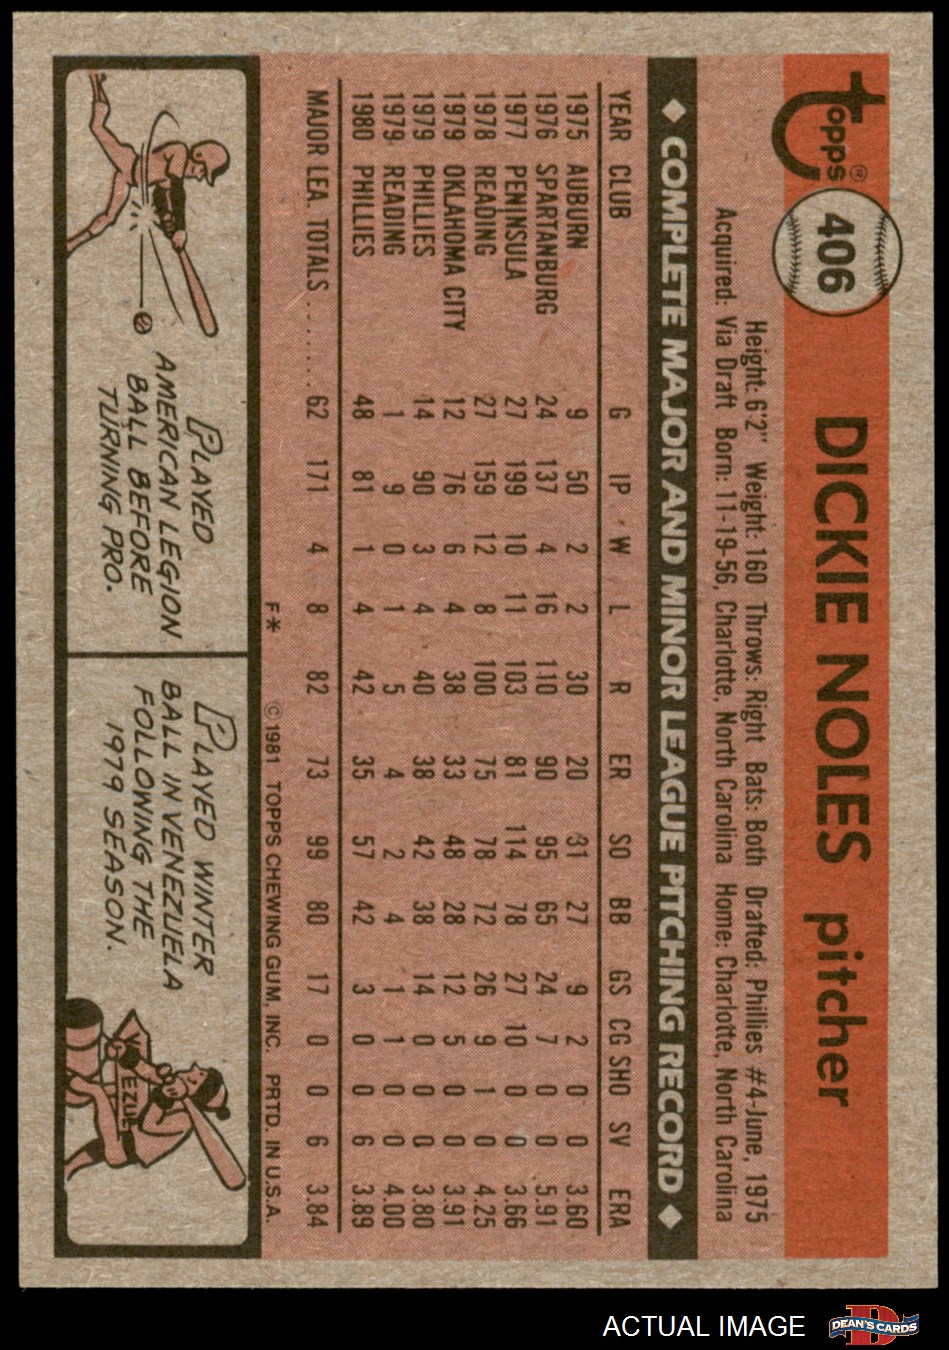 Topps®
406
DICKIE NOLES pitcher
Height: 6'2" Weight: 160 Throws: Right Bats: Both Drafted: Phillies #4-June, 1975
Acquired: Via Draft Born: 11-19-56, Charlotte, North Carolina Home: Charlotte, North Carolina
◆ COMPLETE MAJOR AND MINOR LEAGUE PITCHING RECORD ◆
YEAR CLUB G IP W L R ER SO BB GS CG SHO SV ERA
1975 AUBURN 9 50 2 2 30 20 31 27 9 2 0 0 3.60
1976 SPARTANBURG 24 137 4 16 110 90 95 65 24 7 0 0 5.91
1977 PENINSULA 27 199 10 11 103 81 114 78 27 10 0 0 3.66
1978 READING 27 159 12 8 100 75 78 72 26 9 1 0 4.25
1979 OKLAHOMA CITY 12 76 6 4 38 33 48 28 12 5 0 0 3.91
1979 PHILLIES 14 90 3 4 40 38 42 38 14 0 0 0 3.80
1979 READING 1 9 0 1 5 4 2 4 1 1 0 0 4.00
1980 PHILLIES 48 81 1 4 42 35 57 42 3 0 0 6 3.89
MAJOR LEA. TOTALS ....... 62 171 4 8 82 73 99 80 17 0 0 6 3.84
F* © 1981 TOPPS CHEWING GUM, INC. PRTD. IN U.S.A.
PLAYED
AMERICAN LEGION
BALL BEFORE
TURNING PRO.
PLAYED WINTER
BALL IN VENEZUELA
FOLLOWING THE
1979 SEASON.
ACTUAL IMAGE
DEAN'S CARDS